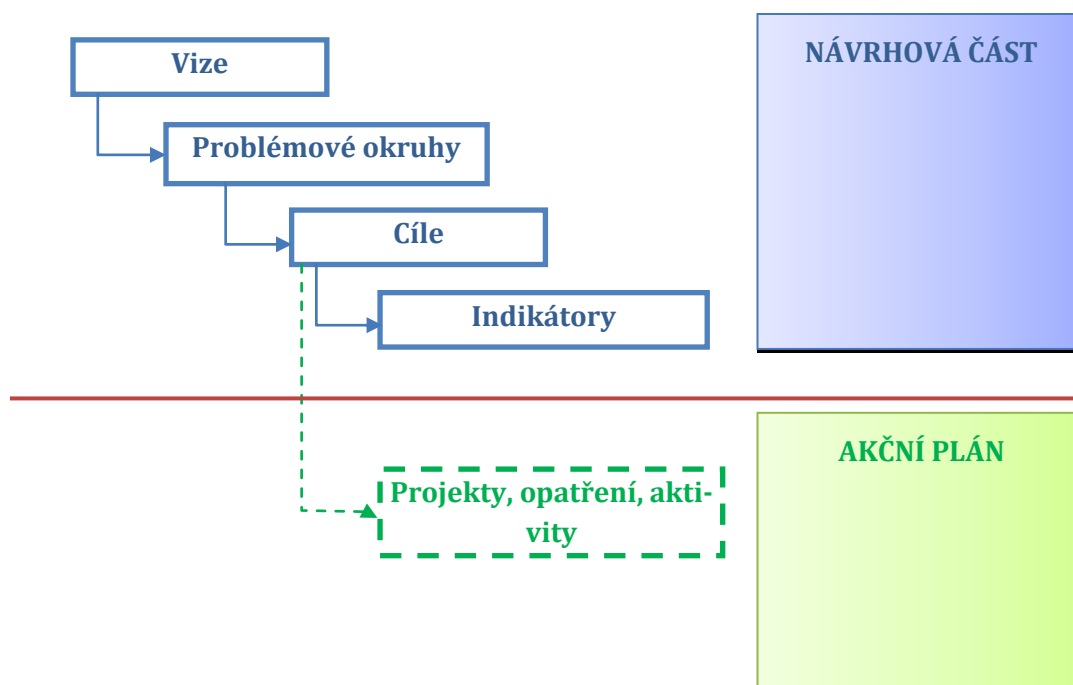 Vize
NÁVRHOVÁ ČÁST
Problémové okruhy
Cíle
Indikátory
AKČNÍ PLÁN
Projekty, opatření, akti-
vity